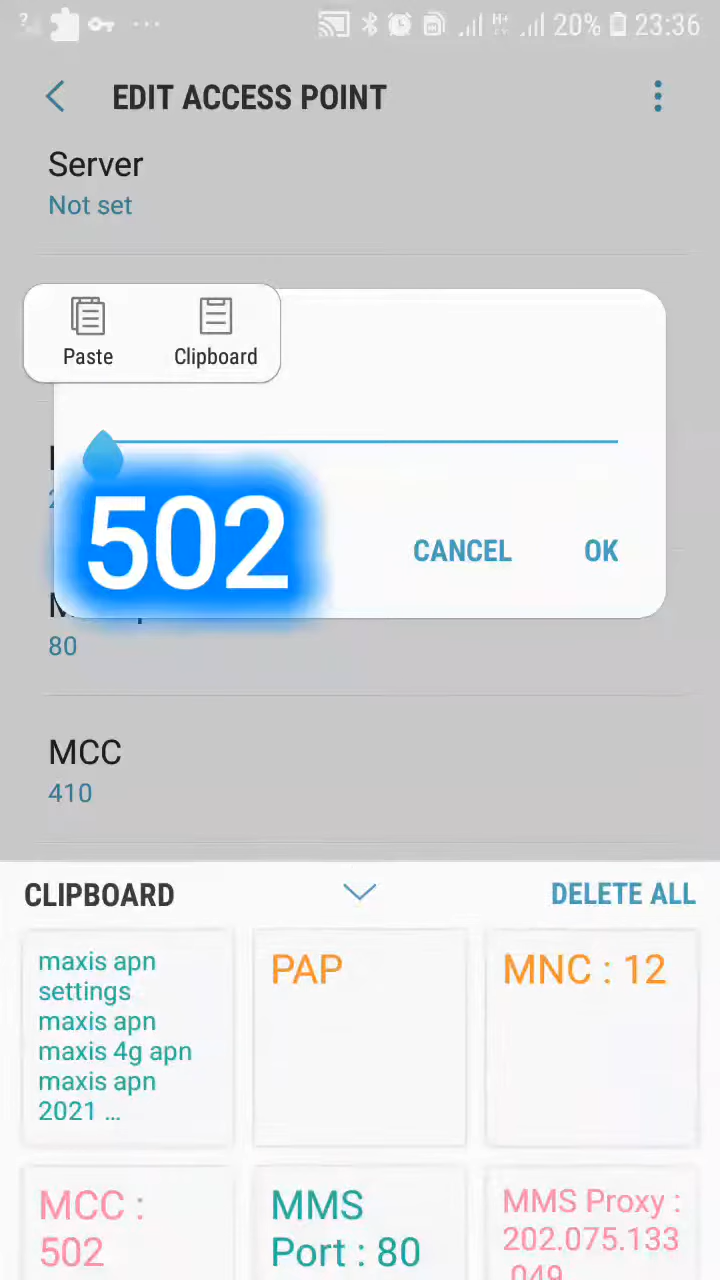 20% 23:36
EDIT ACCESS POINT
Server
Not set
Paste
Clipboard
502
CANCEL
OK
80
MCC
410
CLIPBOARD
DELETE ALL
maxis apn
settings
maxis apn
maxis 4g apn
maxis apn
2021 ...
PAP
MNC : 12
MCC :
502
MMS
Port : 80
MMS Proxy :
202.075.133
.049